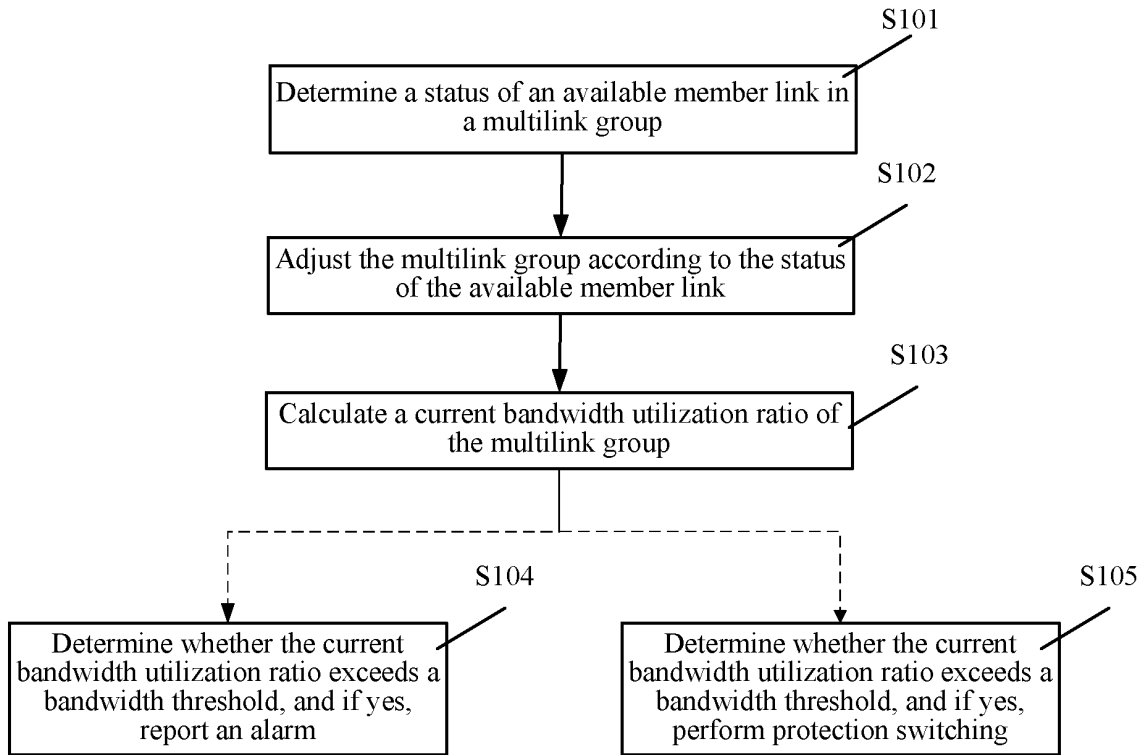 S101
Determine a status of an available member link in
a multilink group
S102
Adjust the multilink group according to the status
of the available member link
S103
Calculate a current bandwidth utilization ratio of
the multilink group
S104
Determine whether the current
bandwidth utilization ratio exceeds a
bandwidth threshold, and if yes,
report an alarm
S105
Determine whether the current
bandwidth utilization ratio exceeds a
bandwidth threshold, and if yes,
perform protection switching